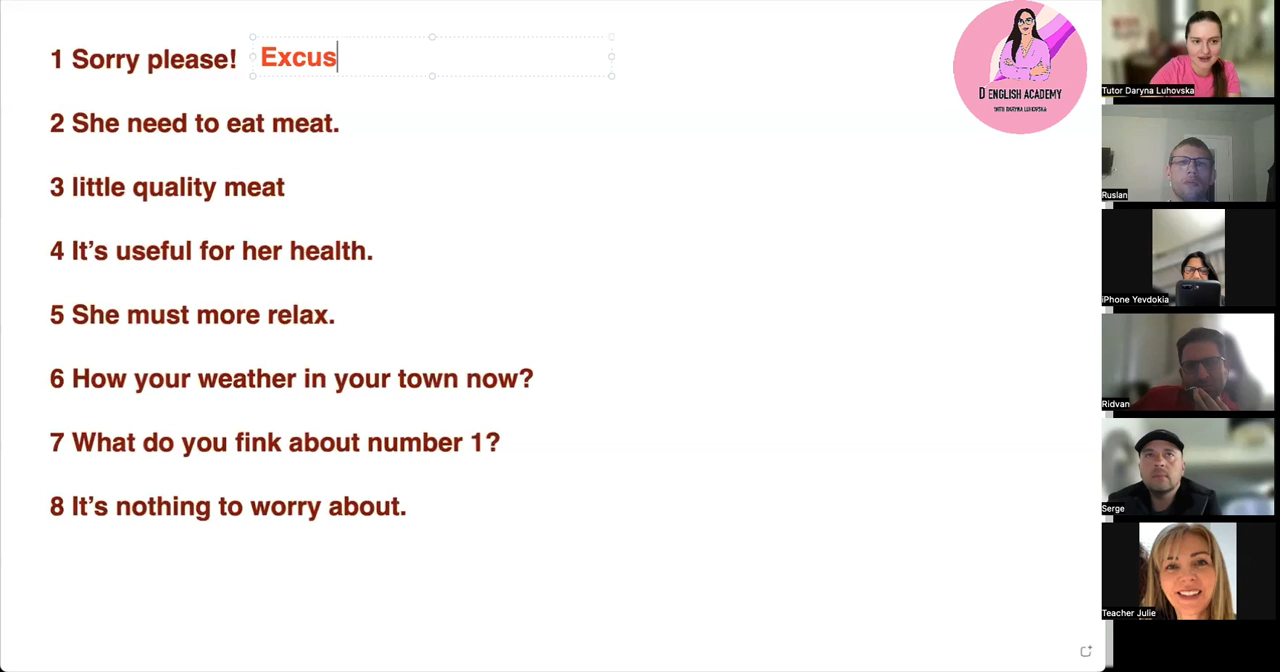 1 Sorry please! Excus
2 She need to eat meat.
3 little quality meat
4 It’s useful for her health.
5 She must more relax.
6 How your weather in your town now?
7 What do you fink about number 1?
8 It’s nothing to worry about.
D ENGLISH ACADEMY
WITH DARYNA LUHOVSKA
Tutor Daryna Luhovska
Ruslan
iPhone Yevdokia
Ridvan
Serge
Teacher Julie